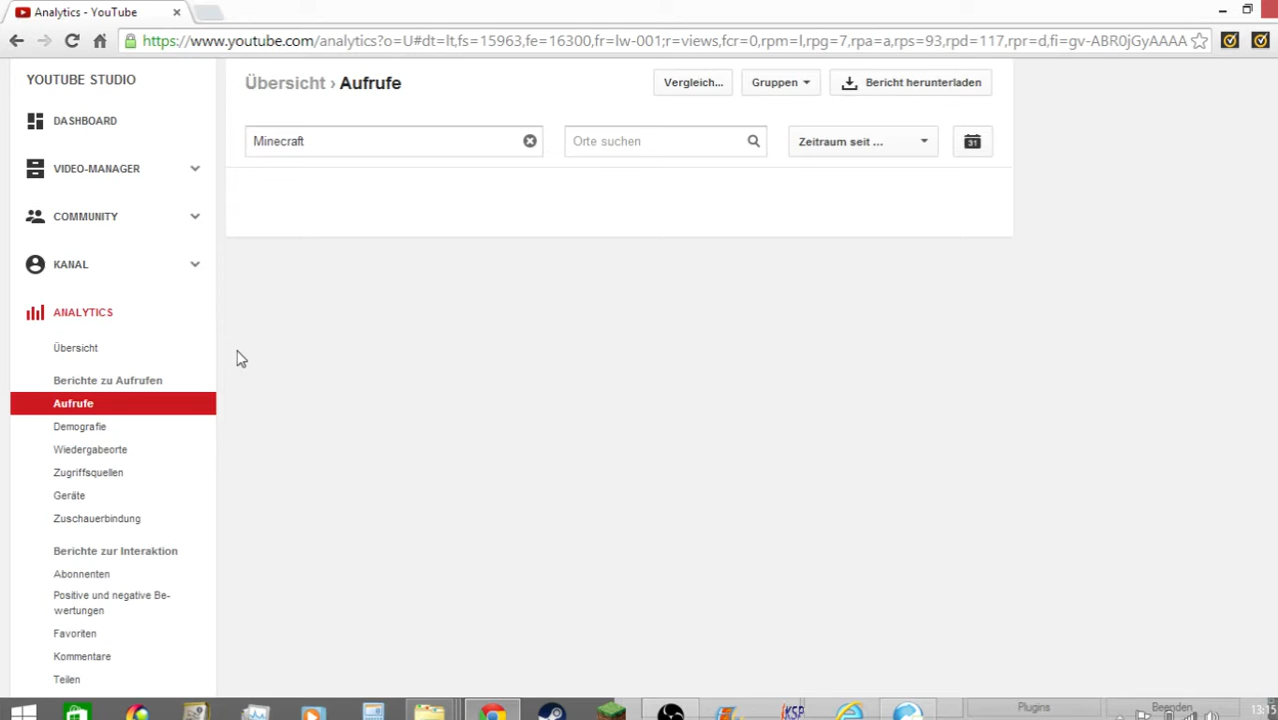 Analytics - YouTube
https://www.youtube.com/analytics?o=U#dt=lt,fs=15963,fe=16300,fr=lw-001;r=views,fcr=0,rpm=l,rpg=7,rpa=a,rps=93,rpd=117,rpr=d,fi=gv-ABR0jGyAAAA
YOUTUBE STUDIO
DASHBOARD
VIDEO-MANAGER
COMMUNITY
KANAL
ANALYTICS
Übersicht
Berichte zu Aufrufen
Aufrufe
Demografie
Wiedergabeorte
Zugriffsquellen
Geräte
Zuschauerbindung
Berichte zur Interaktion
Abonnenten
Positive und negative Be-
wertungen
Favoriten
Kommentare
Teilen
Übersicht › Aufrufe
Vergleich... Gruppen Bericht herunterladen
Minecraft Orte suchen Zeitraum seit ... 31
KSP Plugins Beenden 13:15